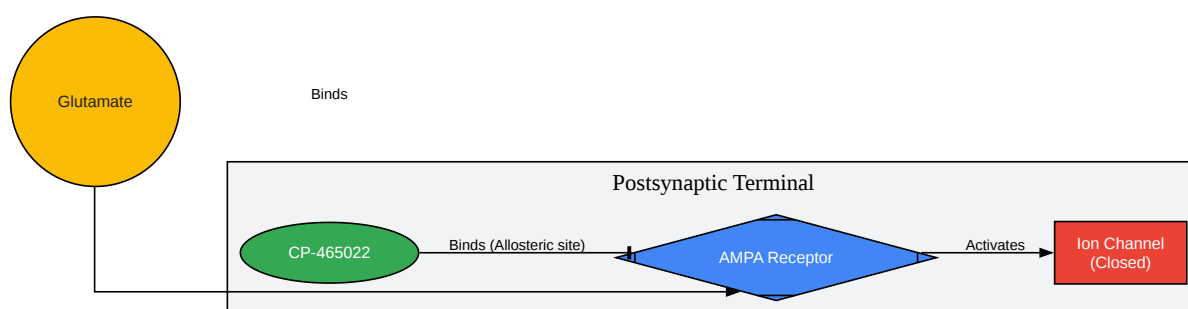 Glutamate
Binds
Postsynaptic Terminal
CP-465022
Binds (Allosteric site)
AMPA Receptor
Activates
Ion Channel
(Closed)